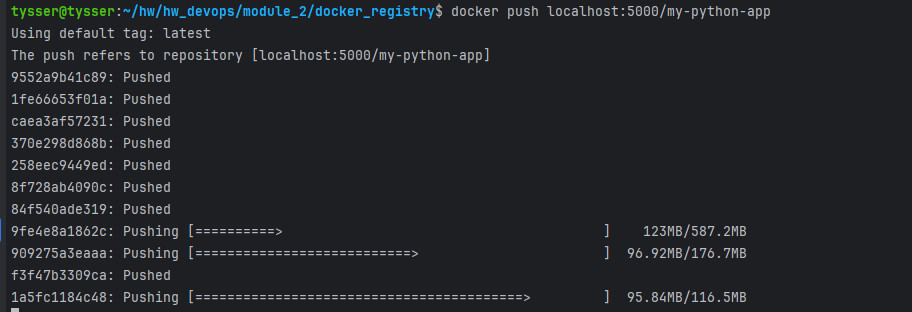 tysser@tysser:~/hw/hw_devops/module_2/docker_registry$ docker push localhost:5000/my-python-app
Using default tag: latest
The push refers to repository [localhost:5000/my-python-app]
9552a9b41c89: Pushed
1fe66653f01a: Pushed
caea3af57231: Pushed
370e298d868b: Pushed
258eec9449ed: Pushed
8f728ab4090c: Pushed
84f540ade319: Pushed
9fe4e8a1862c: Pushing [==========>                                        ]    123MB/587.2MB
909275a3eaaa: Pushing [===========================>                       ]  96.92MB/176.7MB
f3f47b3309ca: Pushed
1a5fc1184c48: Pushing [=========================================>         ]  95.84MB/116.5MB